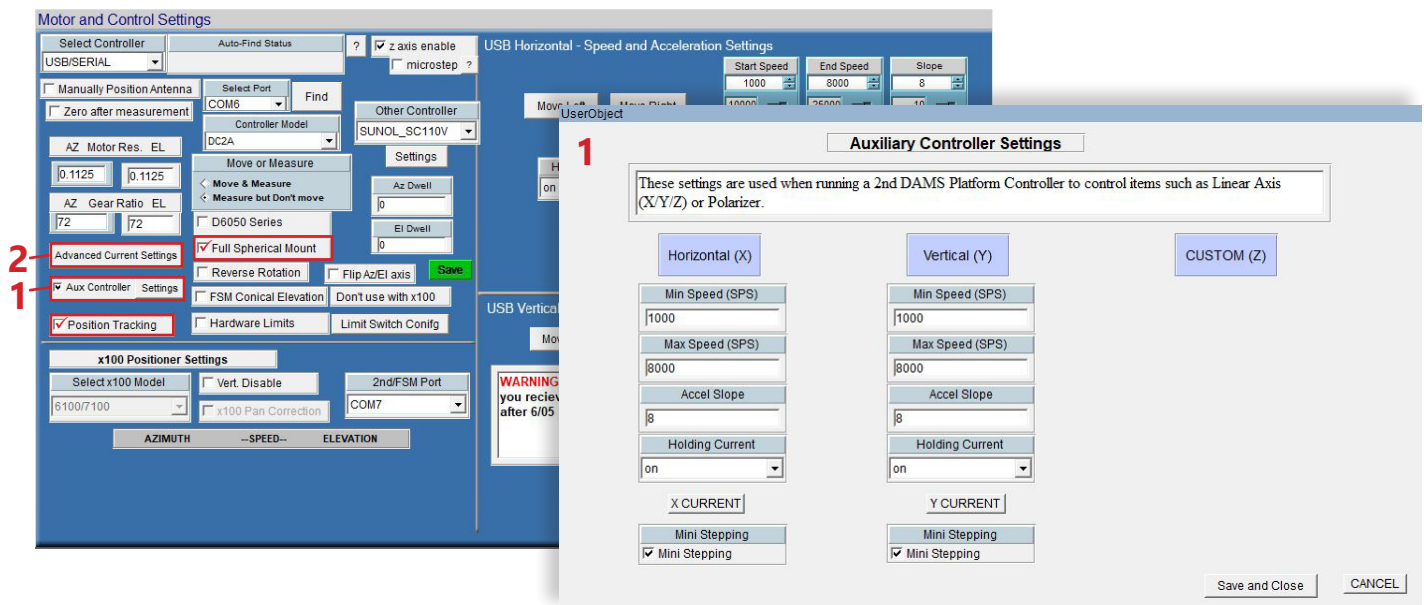 Motor and Control Settings
Select Controller
USB/SERIAL
Auto-Find Status
?
z axis enable
microstep ?
Manually Position Antenna
Zero after measurement
Select Port
COM6
Find
Controller Model
DC2A
Other Controller
SUNOL_SC110V
Settings
AZ Motor Res. EL
0.1125 0.1125
AZ Gear Ratio EL
72 72
Move or Measure
Move & Measure
Measure but Don't move
Az Dwell
0
El Dwell
0
D6050 Series
2
Advanced Current Settings
Full Spherical Mount
Reverse Rotation
Flip Az/El axis
Save
1
Aux Controller Settings
FSM Conical Elevation
Don't use with x100
Position Tracking
Hardware Limits
Limit Switch Conifg
x100 Positioner Settings
Select x100 Model
6100/7100
Vert. Disable
x100 Pan Correction
2nd/FSM Port
COM7
AZIMUTH --SPEED-- ELEVATION
USB Horizontal - Speed and Acceleration Settings
Start Speed End Speed Slope
1000 8000 8
Move Left Move Right
10000 25000 10
H
on
USB Vertical
Mov
WARNING
you reciev
after 6/05
UserObject
1
Auxiliary Controller Settings
These settings are used when running a 2nd DAMS Platform Controller to control items such as Linear Axis
(X/Y/Z) or Polarizer.
Horizontal (X) Vertical (Y) CUSTOM (Z)
Min Speed (SPS) Min Speed (SPS)
1000 1000
Max Speed (SPS) Max Speed (SPS)
8000 8000
Accel Slope Accel Slope
8 8
Holding Current Holding Current
on on
X CURRENT Y CURRENT
Mini Stepping Mini Stepping
Mini Stepping Mini Stepping
Save and Close CANCEL